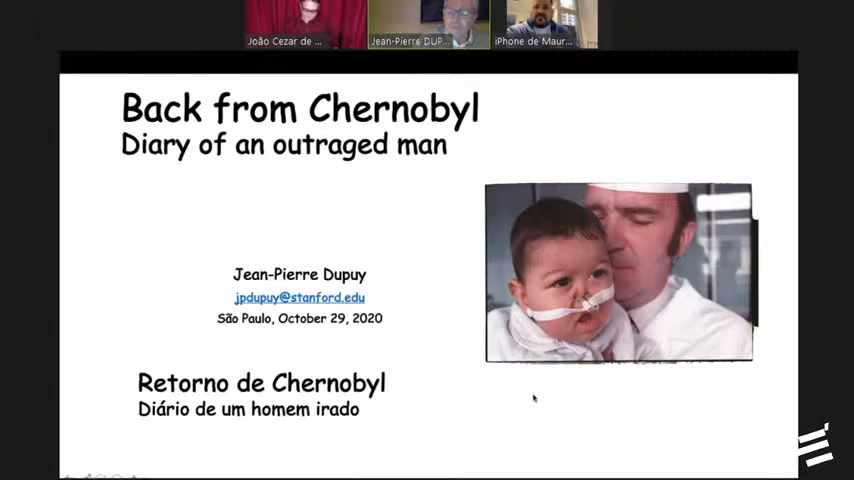 João Cezar de ...
Jean-Pierre DUP...
iPhone de Maur...
Back from Chernobyl
Diary of an outraged man
Jean-Pierre Dupuy
jpdupuy@stanford.edu
São Paulo, October 29, 2020
Retorno de Chernobyl
Diário de um homem irado